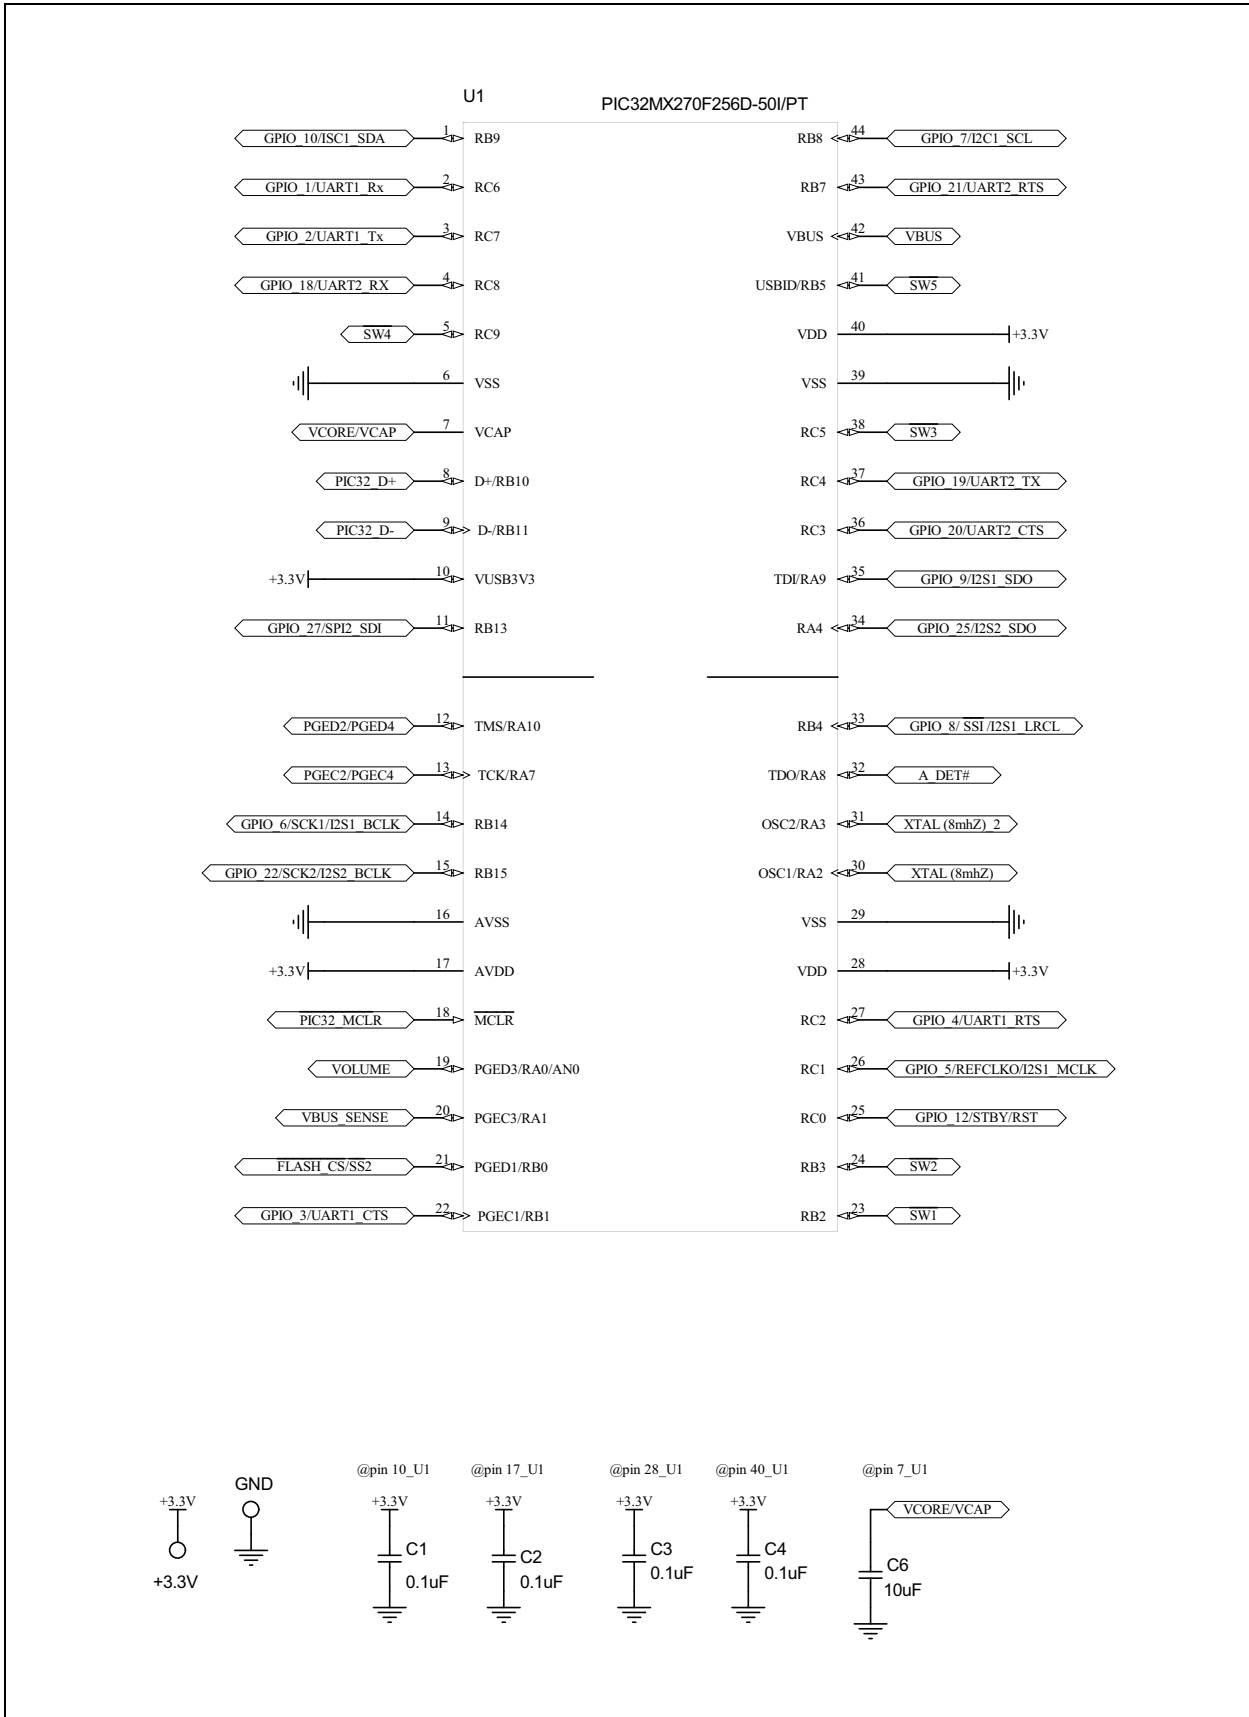 U1 PIC32MX270F256D-50I/PT
GPIO_10/ISC1_SDA 1 RB9 RB8 44 GPIO_7/I2C1_SCL
GPIO_1/UART1_Rx 2 RC6 RB7 43 GPIO_21/UART2_RTS
GPIO_2/UART1_Tx 3 RC7 VBUS 42 VBUS
GPIO_18/UART2_RX 4 RC8 USBID/RB5 41 SW5
SW4 5 RC9 VDD 40 +3.3V
6 VSS VSS 39
VCORE/VCAP 7 VCAP RC5 38 SW3
PIC32_D+ 8 D+/RB10 RC4 37 GPIO_19/UART2_TX
PIC32_D- 9 D-/RB11 RC3 36 GPIO_20/UART2_CTS
+3.3V 10 VUSB3V3 TDI/RA9 35 GPIO_9/I2S1_SDO
GPIO_27/SPI2_SDI 11 RB13 RA4 34 GPIO_25/I2S2_SDO
PGED2/PGED4 12 TMS/RA10 RB4 33 GPIO_8/ SSI /I2S1_LRCL
PGEC2/PGEC4 13 TCK/RA7 TDO/RA8 32 A_DET#
GPIO_6/SCK1/I2S1_BCLK 14 RB14 OSC2/RA3 31 XTAL (8mhZ)_2
GPIO_22/SCK2/I2S2_BCLK 15 RB15 OSC1/RA2 30 XTAL (8mhZ)
16 AVSS VSS 29
+3.3V 17 AVDD VDD 28 +3.3V
PIC32_MCLR 18 MCLR RC2 27 GPIO_4/UART1_RTS
VOLUME 19 PGED3/RA0/AN0 RC1 26 GPIO_5/REFCLKO/I2S1_MCLK
VBUS_SENSE 20 PGEC3/RA1 RC0 25 GPIO_12/STBY/RST
FLASH_CS/SS2 21 PGED1/RB0 RB3 24 SW2
GPIO_3/UART1_CTS 22 PGEC1/RB1 RB2 23 SW1
@pin 10_U1 @pin 17_U1 @pin 28_U1 @pin 40_U1 @pin 7_U1
GND
+3.3V +3.3V +3.3V +3.3V +3.3V VCORE/VCAP
C1 C2 C3 C4 C6
+3.3V 0.1uF 0.1uF 0.1uF 0.1uF 10uF